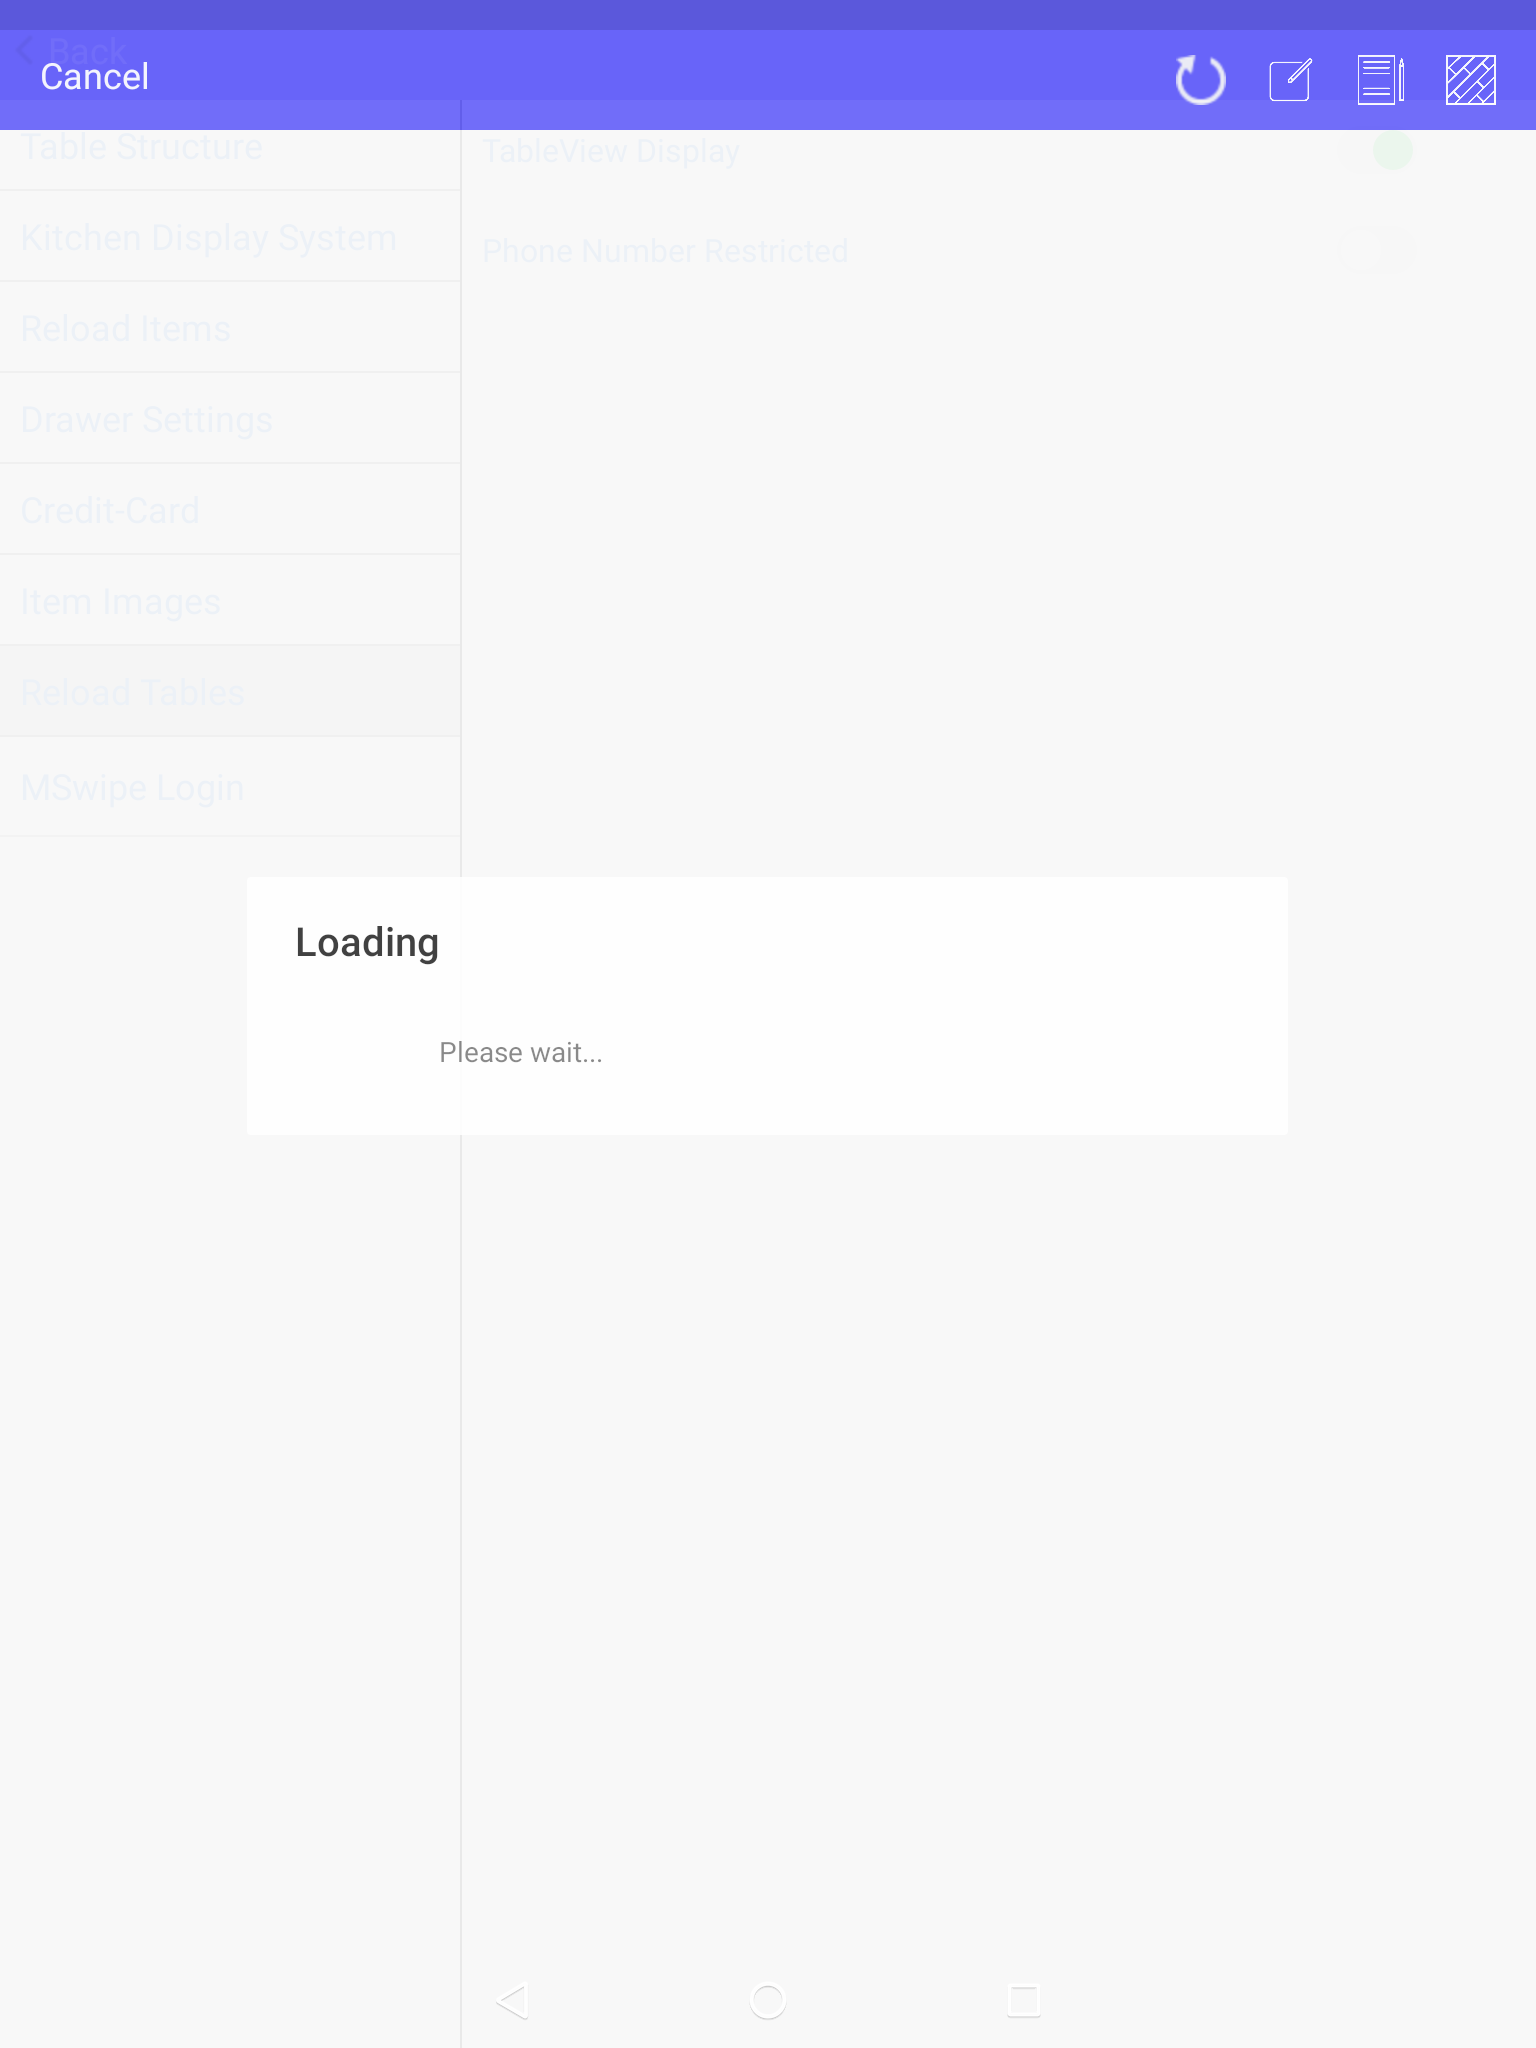 Back
Cancel
Table Structure
TableView Display
Kitchen Display System
Phone Number Restricted
Reload Items
Drawer Settings
Credit-Card
Item Images
Reload Tables
MSwipe Login
Loading
Please wait...